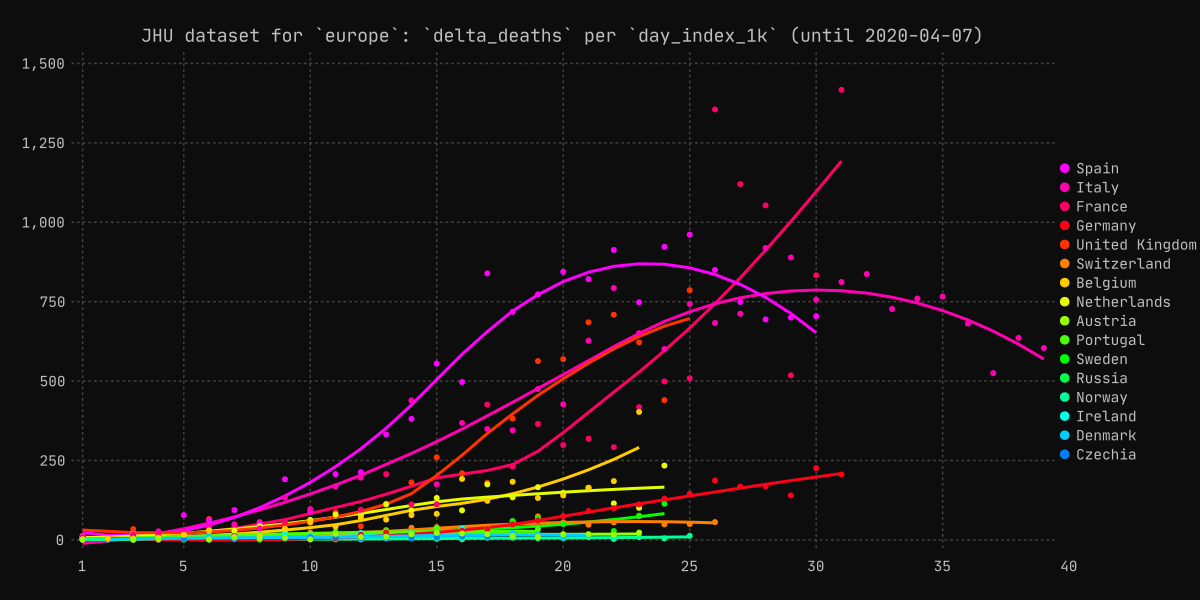 JHU dataset for `europe`: `delta_deaths` per `day_index_1k` (until 2020-04-07)
1,500
1,250
1,000
750
500
250
0
1 5 10 15 20 25 30 35 40
Spain
Italy
France
Germany
United Kingdom
Switzerland
Belgium
Netherlands
Austria
Portugal
Sweden
Russia
Norway
Ireland
Denmark
Czechia